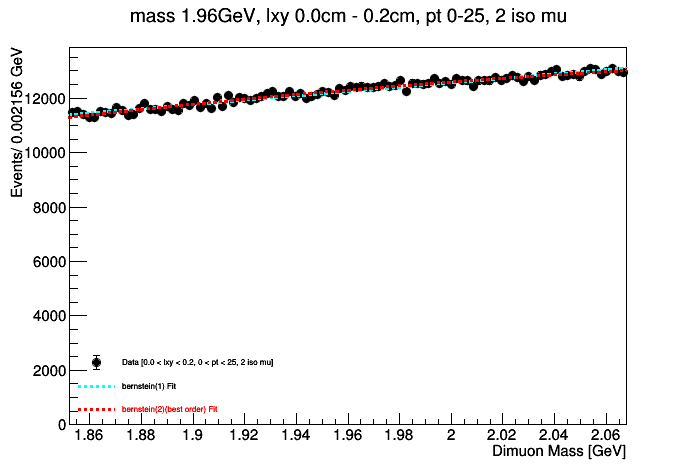 mass 1.96GeV, lxy 0.0cm - 0.2cm, pt 0-25, 2 iso mu
Events/ 0.002156 GeV
12000
10000
8000
6000
4000
2000
0
Data [0.0 < lxy < 0.2, 0 < pt < 25, 2 iso mu]
bernstein(1) Fit
bernstein(2)(best order) Fit
1.86 1.88 1.9 1.92 1.94 1.96 1.98 2 2.02 2.04 2.06
Dimuon Mass [GeV]